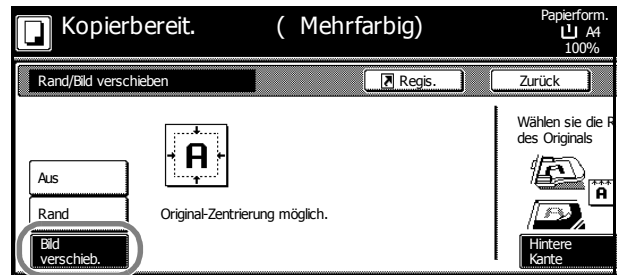 Kopierbereit. ( Mehrfarbig)
Papierform.
A4
100%
Rand/Bild verschieben
Regis.
Zurück
Wählen sie die
des Originals
A
Aus
Rand
Original-Zentrierung möglich.
Bild
verschieb.
A
A
Hintere
Kante